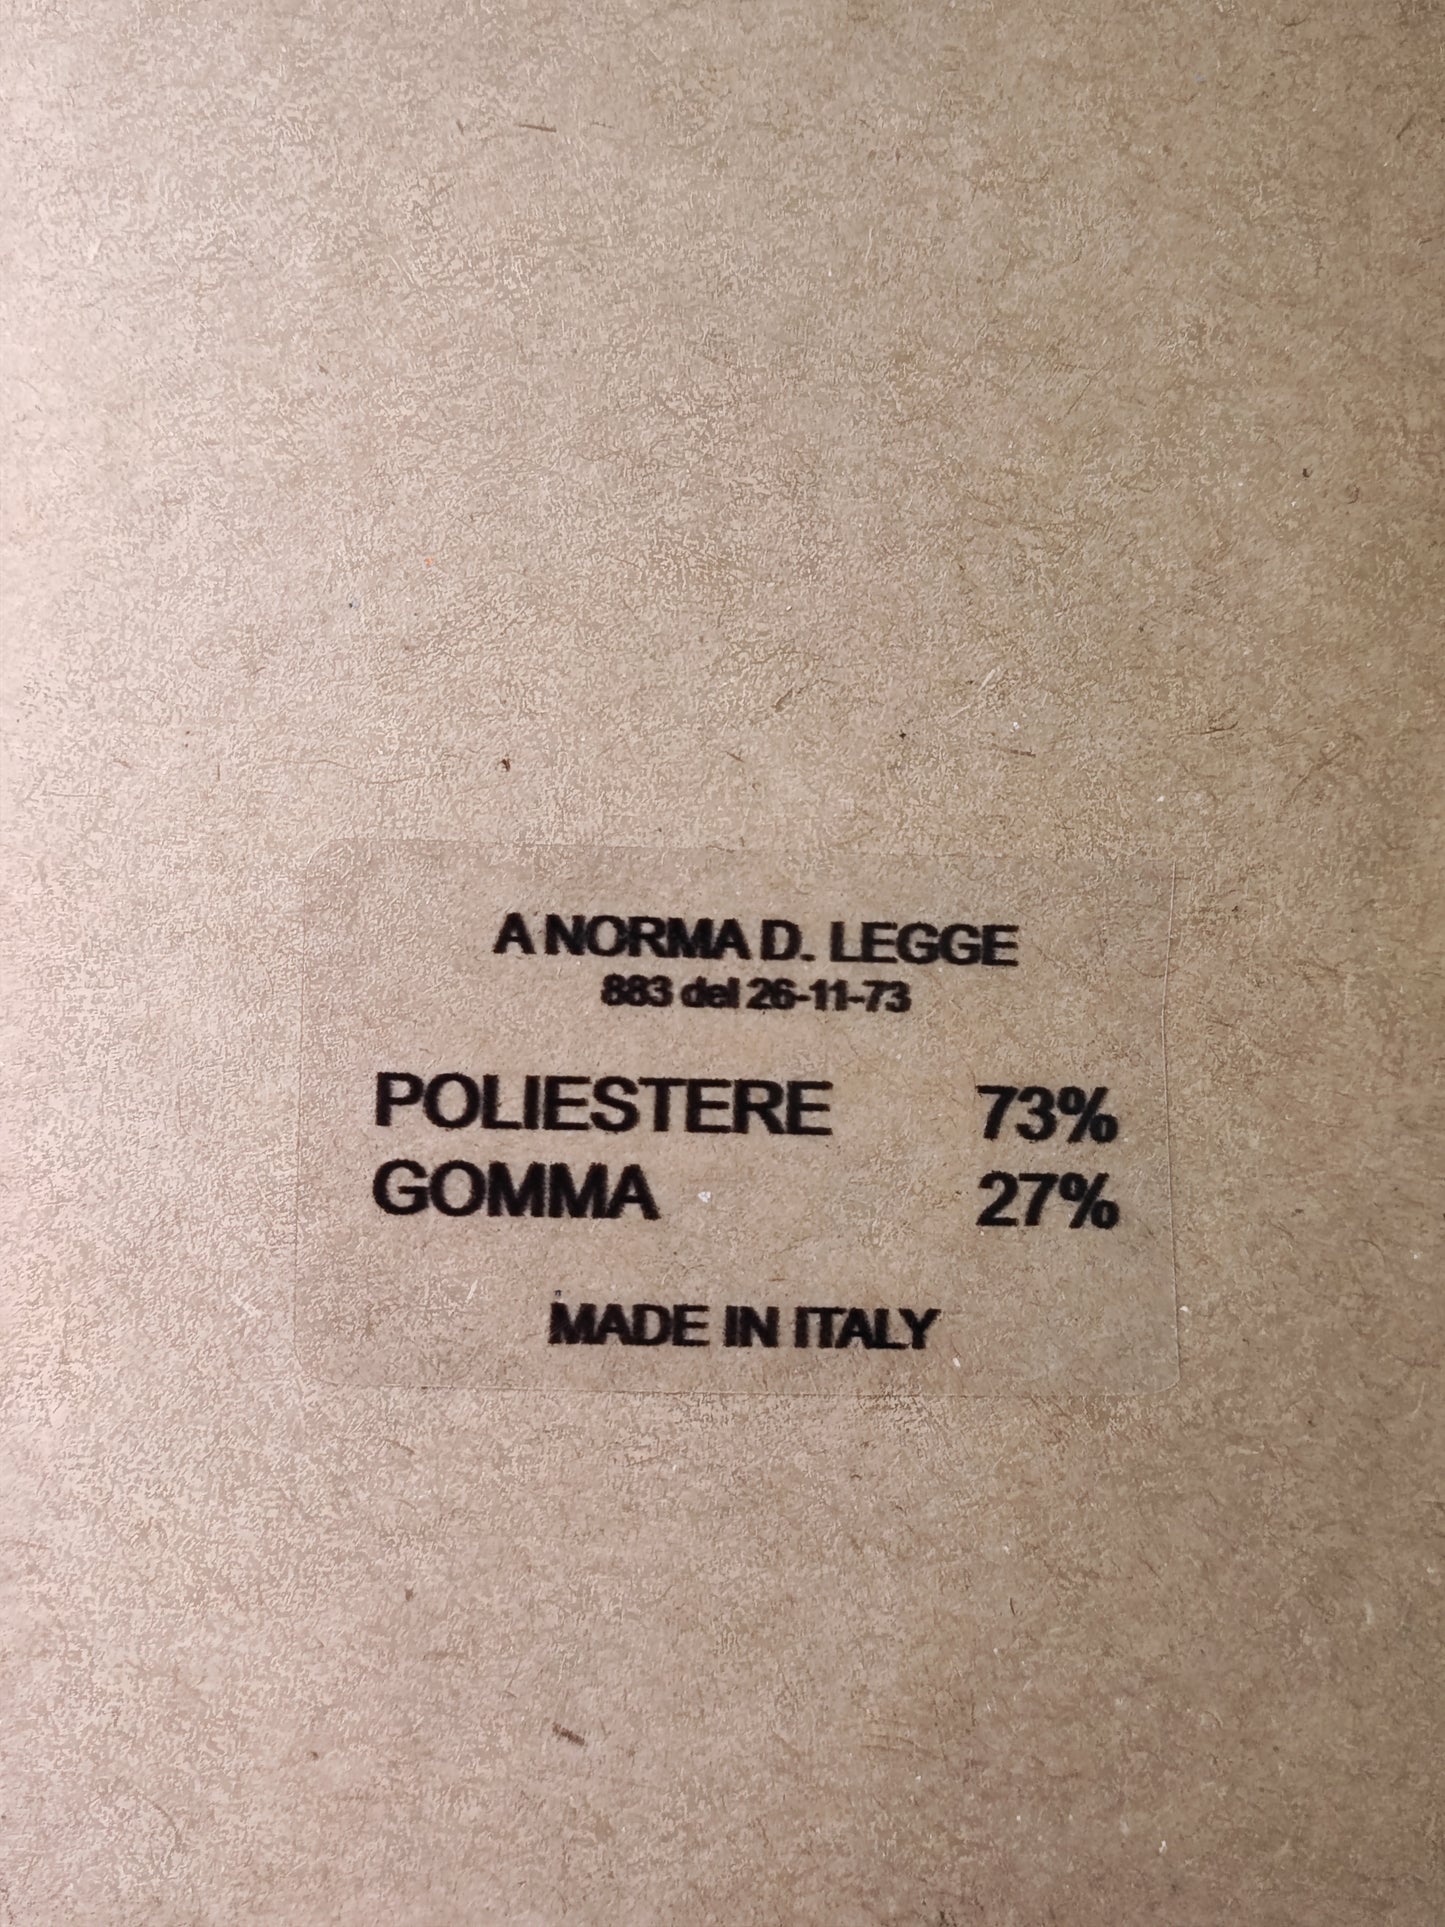 A NORMA D. LEGGE
883 del 26-11-73
POLIESTERE 73%
GOMMA 27%
MADE IN ITALY